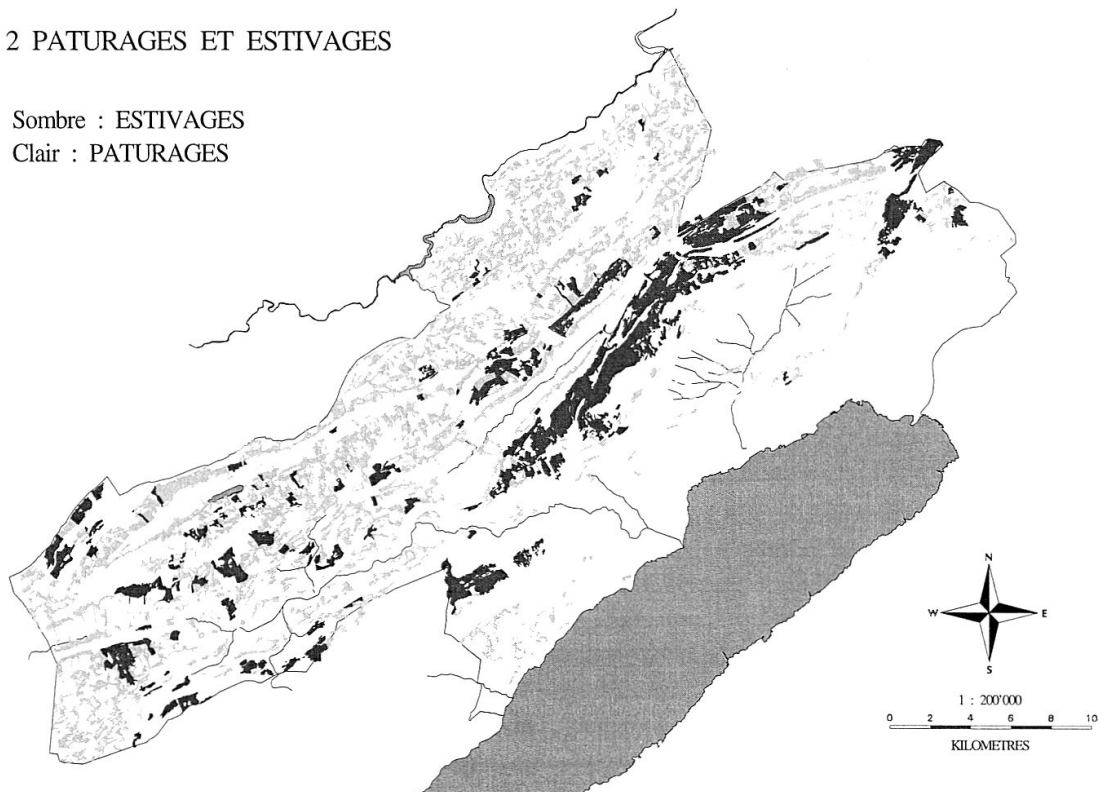 2 PATURAGES ET ESTIVAGES
Sombre : ESTIVAGES
Clair : PATURAGES
N
W E
S
1 : 200'000
0 2 4 6 8 10
KILOMETRES